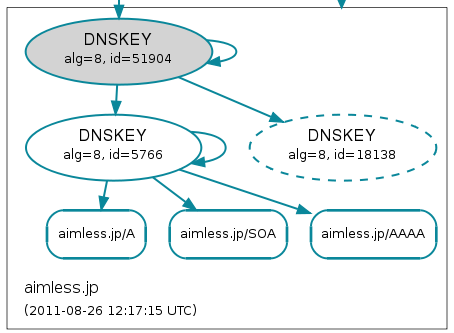 DNSKEY
alg=8, id=51904
DNSKEY
alg=8, id=5766
DNSKEY
alg=8, id=18138
aimless.jp/A
aimless.jp/SOA
aimless.jp/AAAA
aimless.jp
(2011-08-26 12:17:15 UTC)